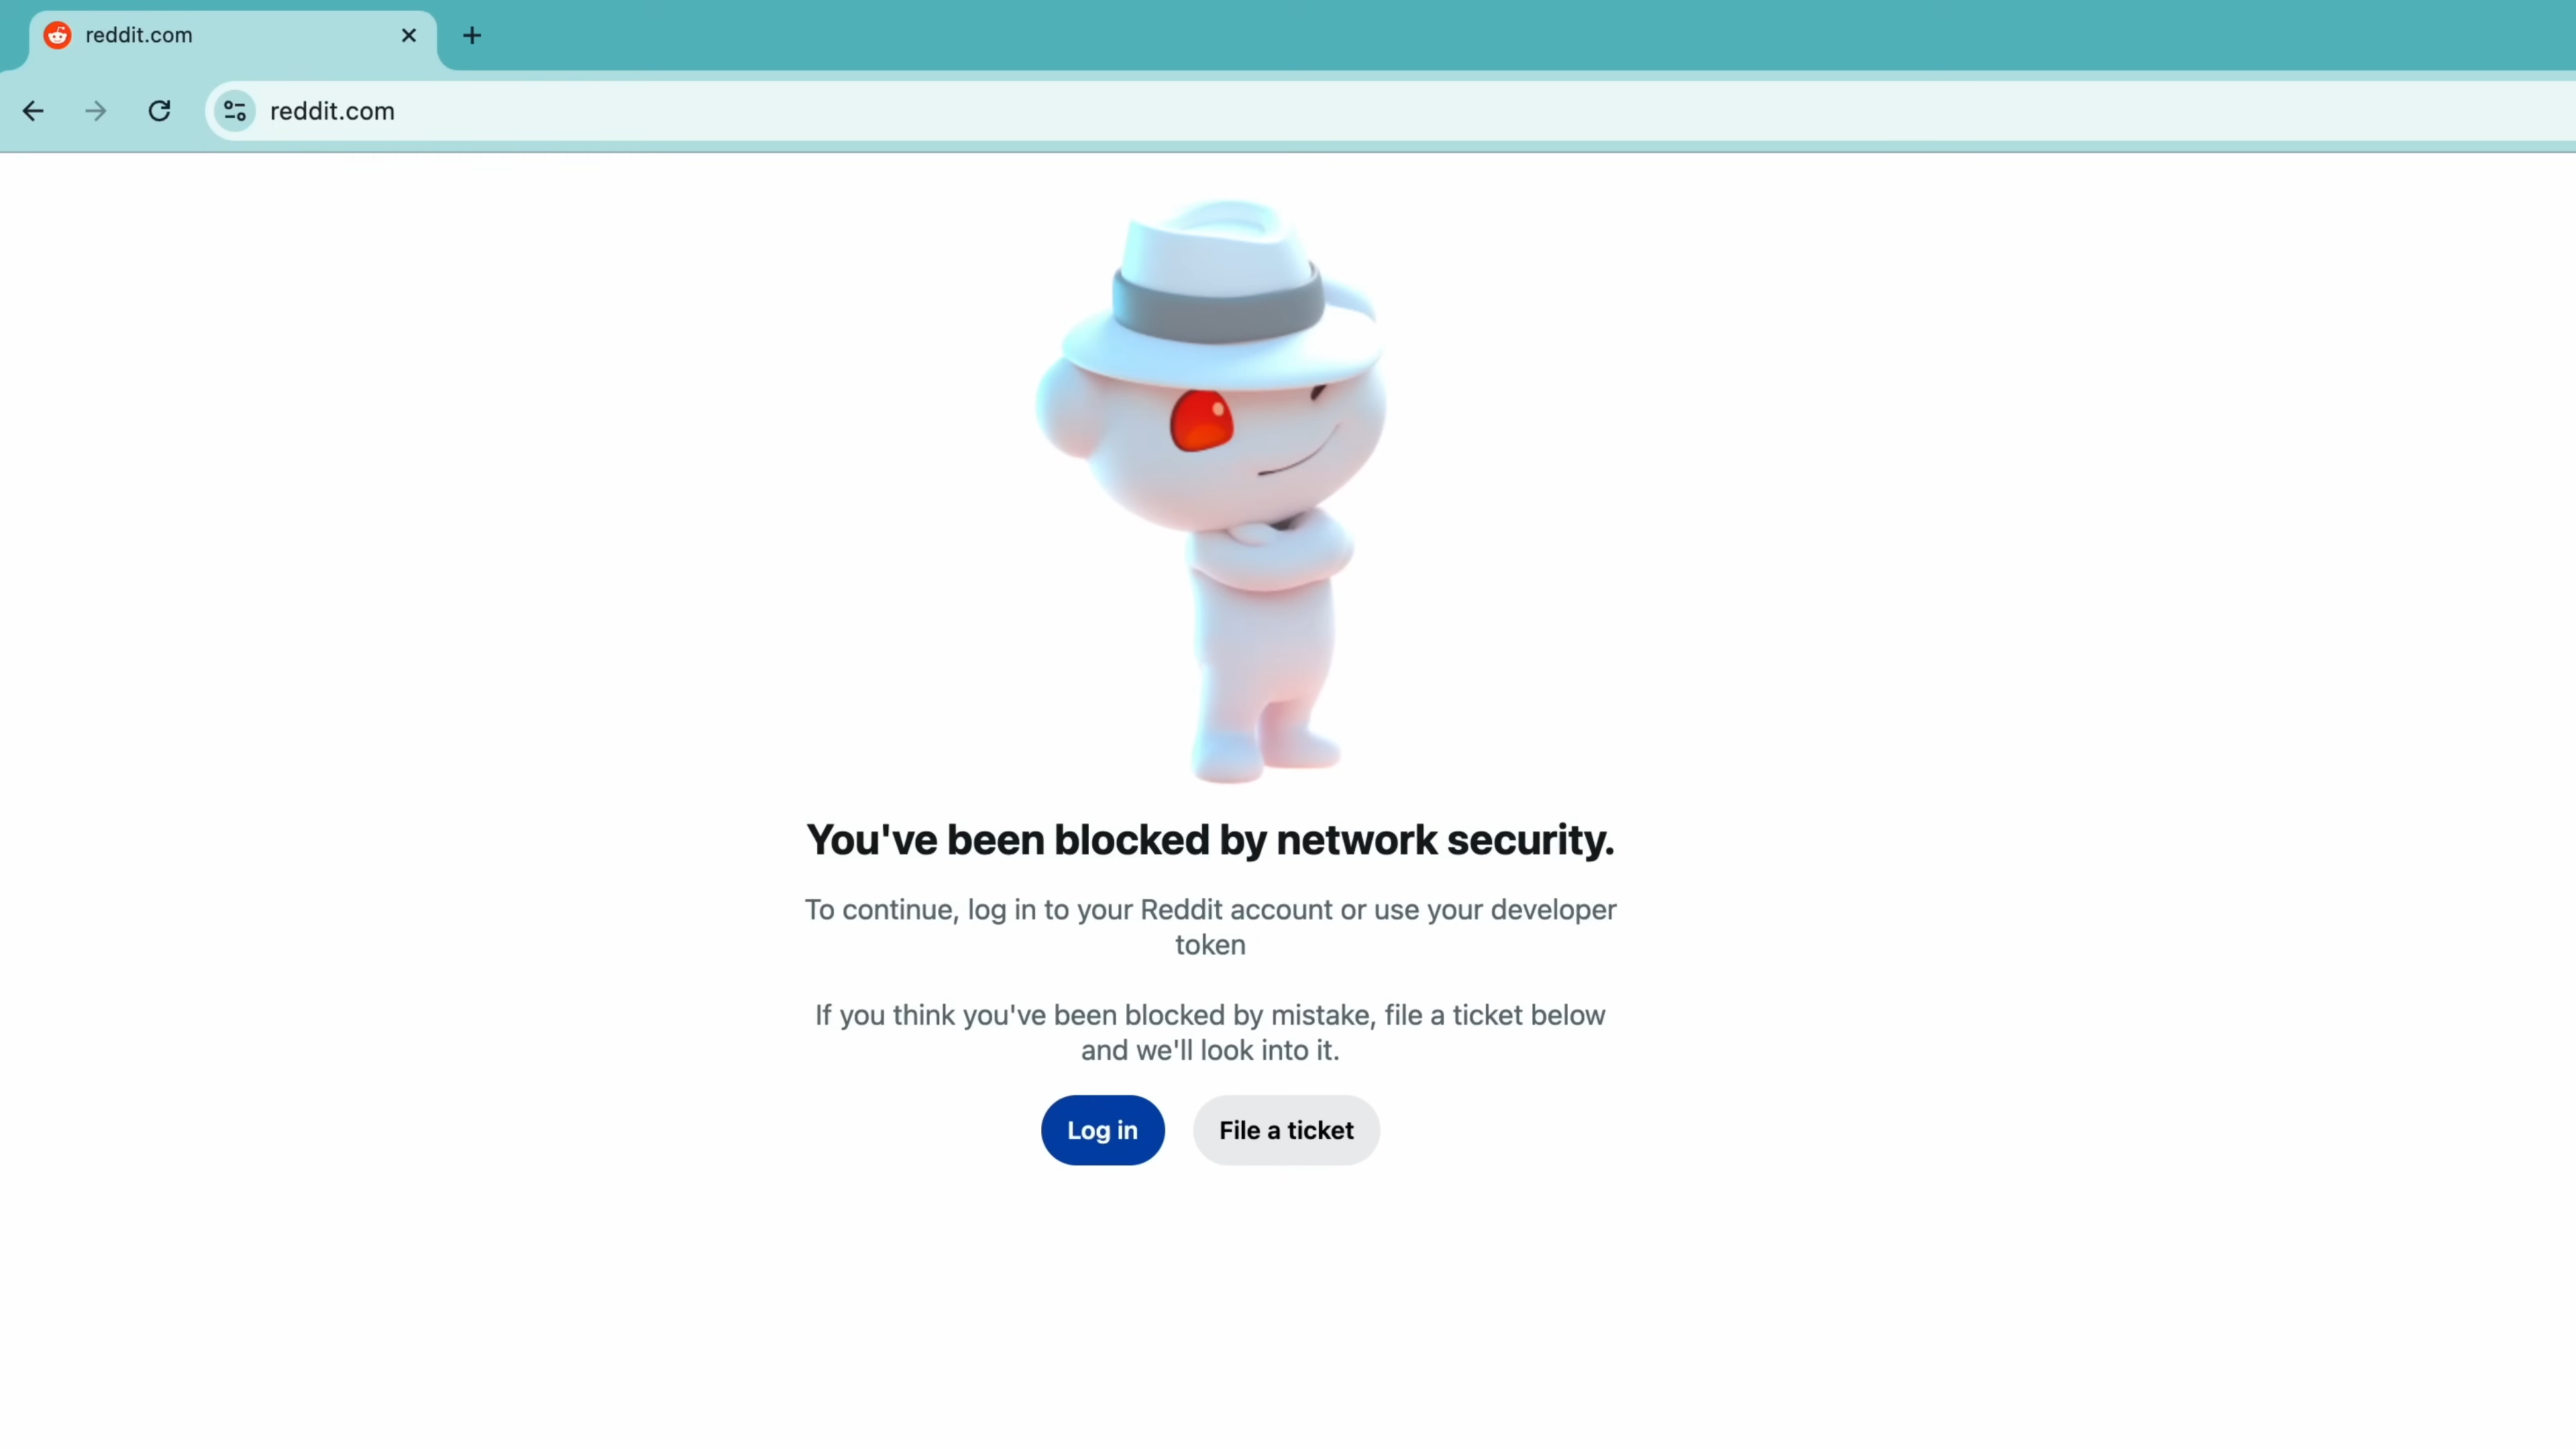 reddit.com
reddit.com
You've been blocked by network security.
To continue, log in to your Reddit account or use your developer
token
If you think you've been blocked by mistake, file a ticket below
and we'll look into it.
Log in
File a ticket